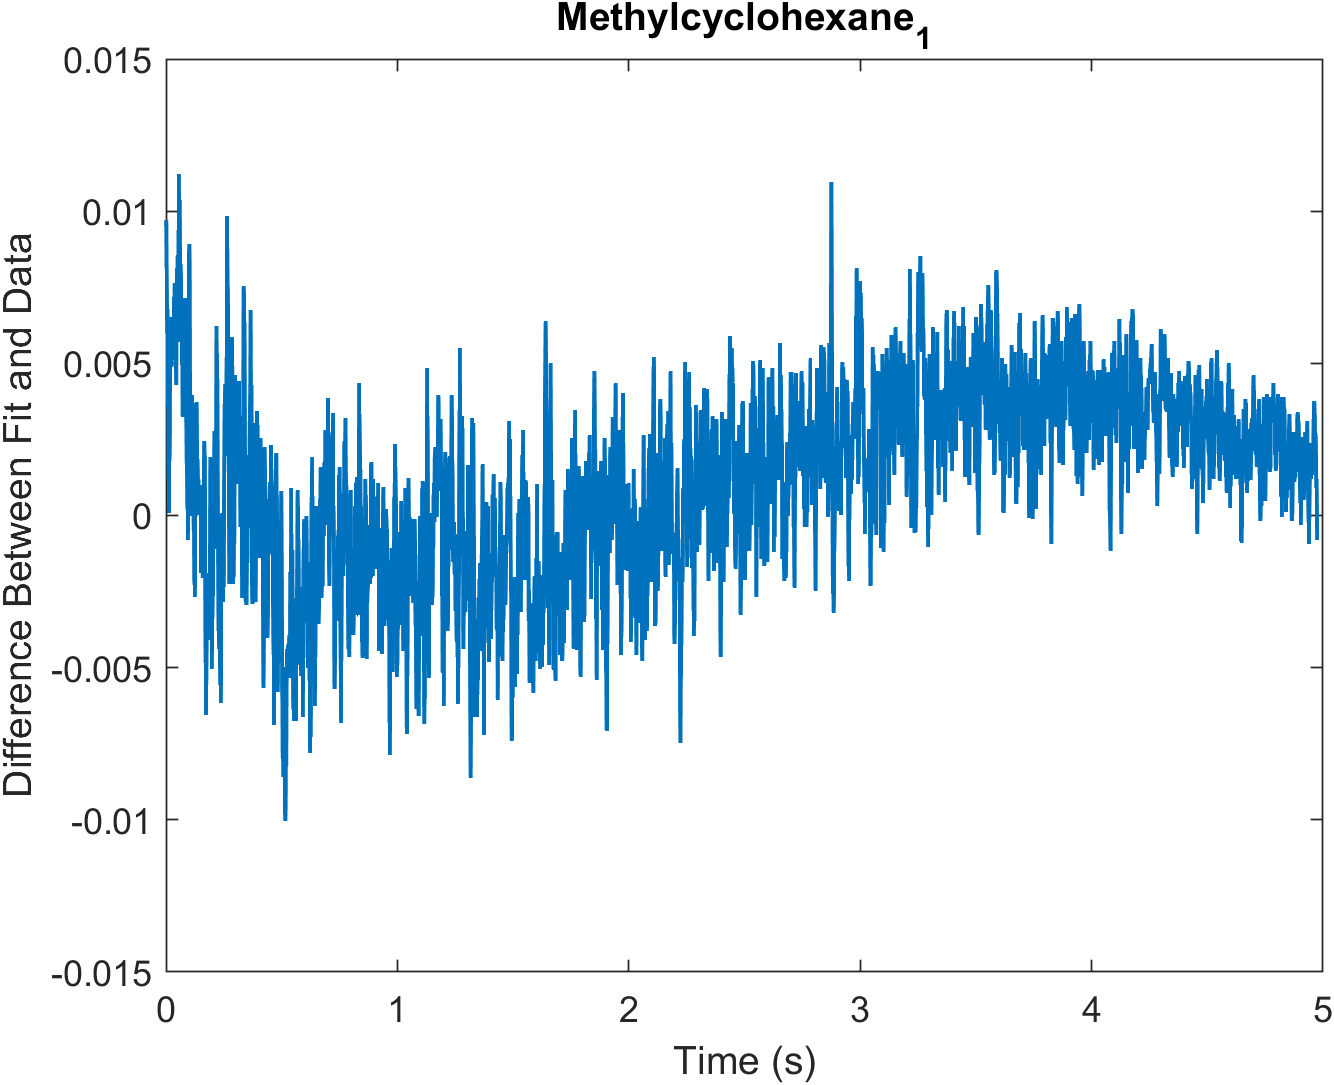 Methylcyclohexane1
0.015
0.01
0.005
0
-0.005
-0.01
-0.015
Difference Between Fit and Data
0 1 2 3 4 5
Time (s)